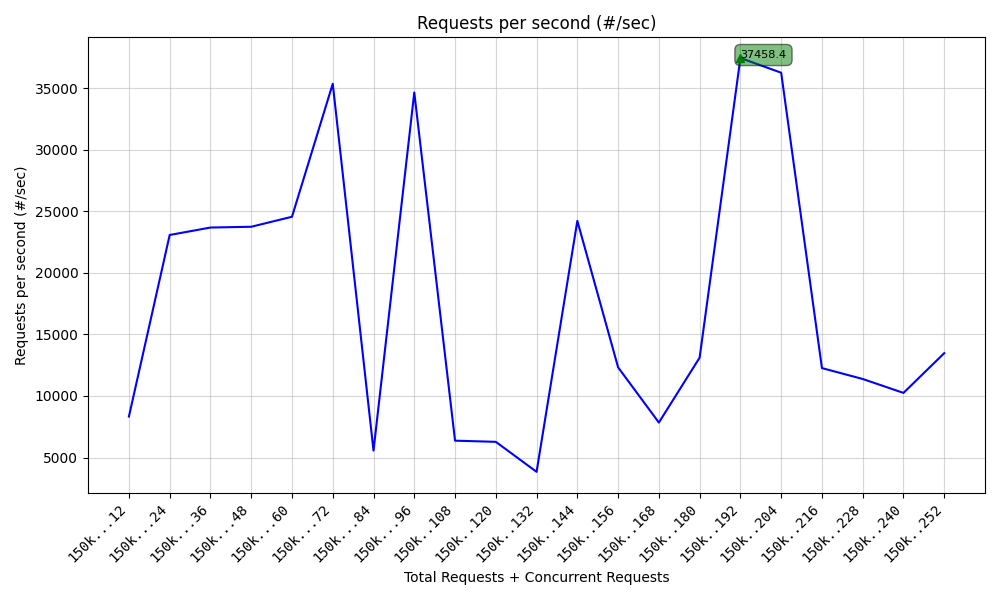 Requests per second (#/sec)
37458.4
Requests per second (#/sec)
35000
30000
25000
20000
15000
10000
5000
150k...12
150k...24
150k...36
150k...48
150k...60
150k...72
150k...84
150k...96
150k..108
150k..120
150k..132
150k..144
150k..156
150k..168
150k..180
150k..192
150k..204
150k..216
150k..228
150k..240
150k..252
Total Requests + Concurrent Requests